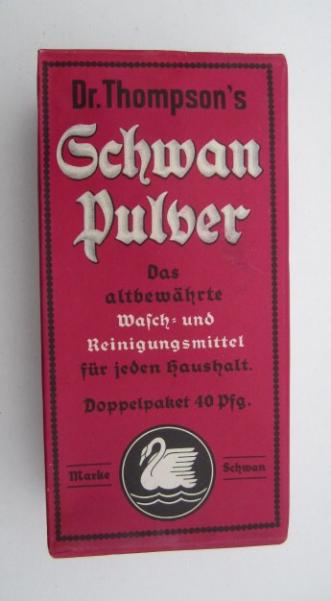 Dr. Thompson's
Schwan
Pulver
Das
altbewährte
Waſch- und
Reinigungsmittel
für jeden Haushalt.
Doppelpaket 40 Pfg.
Marke Schwan